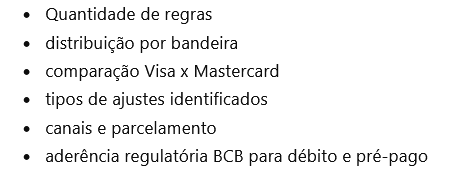 • Quantidade de regras
• distribuição por bandeira
• comparação Visa x Mastercard
• tipos de ajustes identificados
• canais e parcelamento
• aderência regulatória BCB para débito e pré-pago